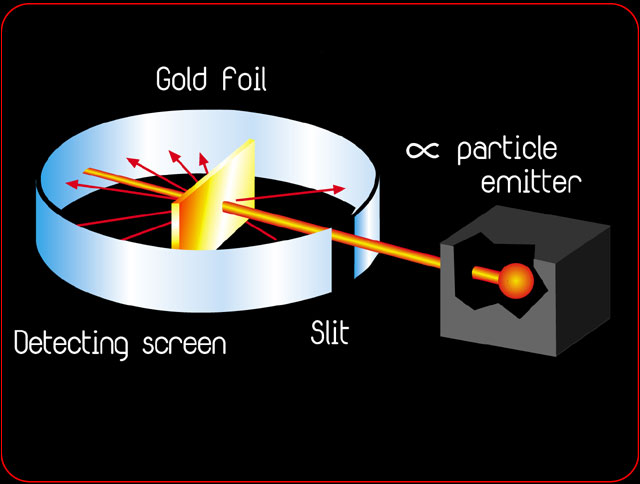 Gold Foil
∝ particle
emitter
Slit
Detecting screen